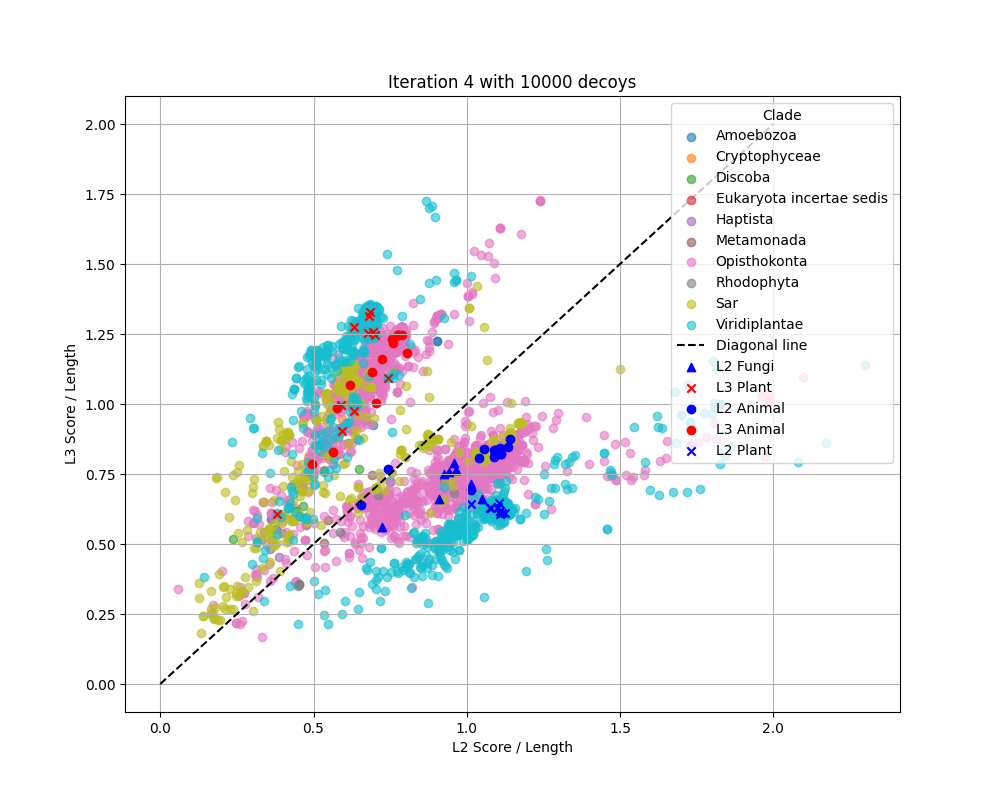 Iteration 4 with 10000 decoys
L3 Score / Length
2.00
1.75
1.50
1.25
1.00
0.75
0.50
0.25
0.00
Clade
Amoebozoa
Cryptophyceae
Discoba
Eukaryota incertae sedis
Haptista
Metamonada
Opisthokonta
Rhodophyta
Sar
Viridiplantae
Diagonal line
L2 Fungi
L3 Plant
L2 Animal
L3 Animal
L2 Plant
0.0 0.5 1.0 1.5 2.0
L2 Score / Length